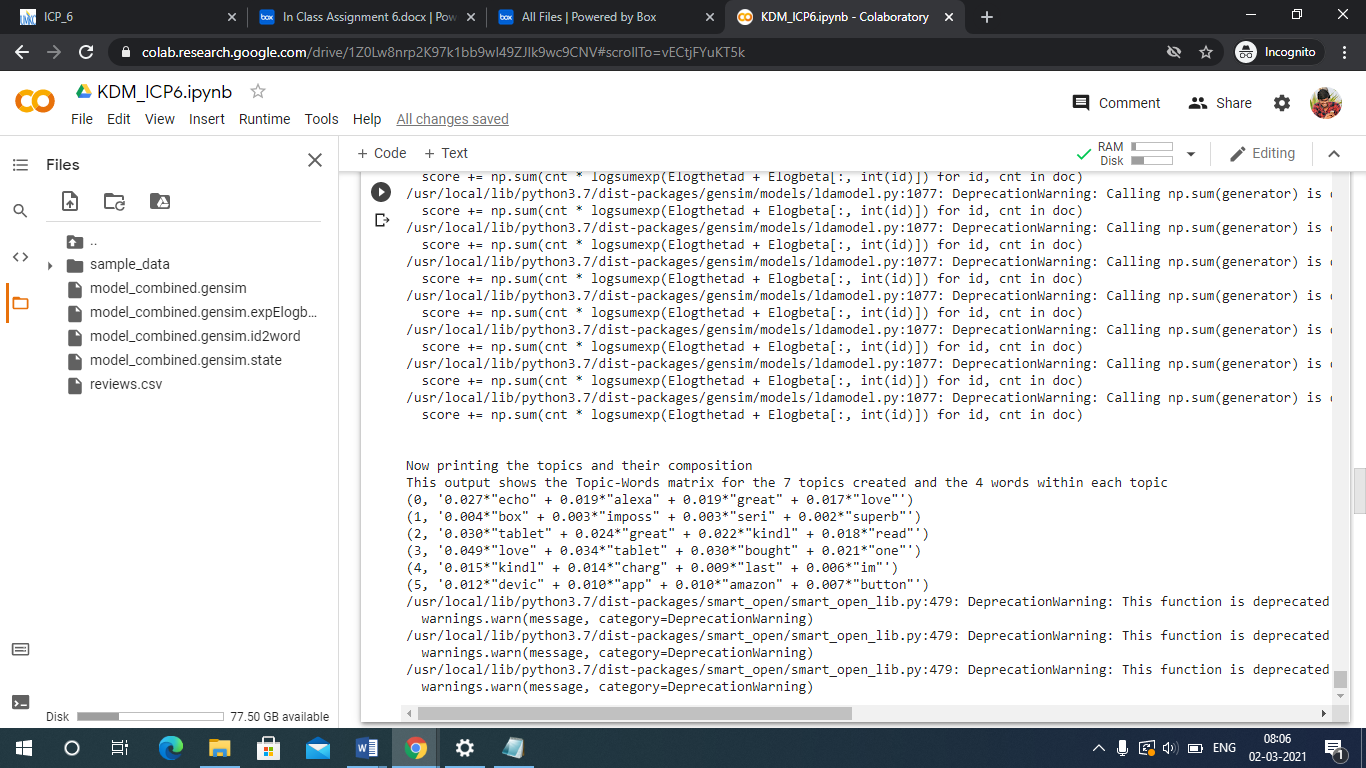 ICP_6
In Class Assignment 6.docx | Pow
All Files | Powered by Box
KDM_ICP6.ipynb - Colaboratory
colab.research.google.com/drive/1Z0Lw8nrp2K97k1bb9wI49ZJIk9wc9CNV#scrollTo=vECtjFYuKT5k
Incognito
KDM_ICP6.ipynb
File Edit View Insert Runtime Tools Help All changes saved
Comment Share
Files
+ Code + Text
RAM
Disk
Editing
..
sample_data
model_combined.gensim
model_combined.gensim.expElogb...
model_combined.gensim.id2word
model_combined.gensim.state
reviews.csv
Disk 77.50 GB available
score += np.sum(cnt * logsumexp(Elogthetad + Elogbeta[:, int(id)]) for id, cnt in doc)
/usr/local/lib/python3.7/dist-packages/gensim/models/ldamodel.py:1077: DeprecationWarning: Calling np.sum(generator) is
score += np.sum(cnt * logsumexp(Elogthetad + Elogbeta[:, int(id)]) for id, cnt in doc)
/usr/local/lib/python3.7/dist-packages/gensim/models/ldamodel.py:1077: DeprecationWarning: Calling np.sum(generator) is
score += np.sum(cnt * logsumexp(Elogthetad + Elogbeta[:, int(id)]) for id, cnt in doc)
/usr/local/lib/python3.7/dist-packages/gensim/models/ldamodel.py:1077: DeprecationWarning: Calling np.sum(generator) is
score += np.sum(cnt * logsumexp(Elogthetad + Elogbeta[:, int(id)]) for id, cnt in doc)
/usr/local/lib/python3.7/dist-packages/gensim/models/ldamodel.py:1077: DeprecationWarning: Calling np.sum(generator) is
score += np.sum(cnt * logsumexp(Elogthetad + Elogbeta[:, int(id)]) for id, cnt in doc)
/usr/local/lib/python3.7/dist-packages/gensim/models/ldamodel.py:1077: DeprecationWarning: Calling np.sum(generator) is
score += np.sum(cnt * logsumexp(Elogthetad + Elogbeta[:, int(id)]) for id, cnt in doc)
/usr/local/lib/python3.7/dist-packages/gensim/models/ldamodel.py:1077: DeprecationWarning: Calling np.sum(generator) is
score += np.sum(cnt * logsumexp(Elogthetad + Elogbeta[:, int(id)]) for id, cnt in doc)
/usr/local/lib/python3.7/dist-packages/gensim/models/ldamodel.py:1077: DeprecationWarning: Calling np.sum(generator) is
score += np.sum(cnt * logsumexp(Elogthetad + Elogbeta[:, int(id)]) for id, cnt in doc)
Now printing the topics and their composition
This output shows the Topic-Words matrix for the 7 topics created and the 4 words within each topic
(0, '0.027*"echo" + 0.019*"alexa" + 0.019*"great" + 0.017*"love"')
(1, '0.004*"box" + 0.003*"imposs" + 0.003*"seri" + 0.002*"superb"')
(2, '0.030*"tablet" + 0.024*"great" + 0.022*"kindl" + 0.018*"read"')
(3, '0.049*"love" + 0.034*"tablet" + 0.030*"bought" + 0.021*"one"')
(4, '0.015*"kindl" + 0.014*"charg" + 0.009*"last" + 0.006*"im"')
(5, '0.012*"devic" + 0.010*"app" + 0.010*"amazon" + 0.007*"button"')
/usr/local/lib/python3.7/dist-packages/smart_open/smart_open_lib.py:479: DeprecationWarning: This function is deprecated
warnings.warn(message, category=DeprecationWarning)
/usr/local/lib/python3.7/dist-packages/smart_open/smart_open_lib.py:479: DeprecationWarning: This function is deprecated
warnings.warn(message, category=DeprecationWarning)
/usr/local/lib/python3.7/dist-packages/smart_open/smart_open_lib.py:479: DeprecationWarning: This function is deprecated
warnings.warn(message, category=DeprecationWarning)
ENG
08:06
02-03-2021
1